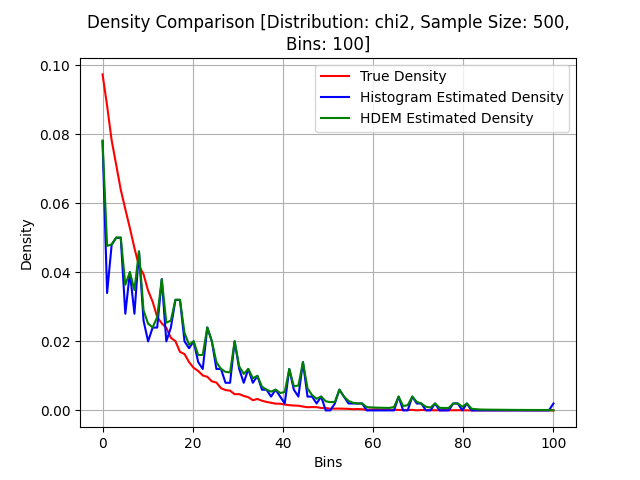 Density Comparison [Distribution: chi2, Sample Size: 500,
Bins: 100]
True Density
Histogram Estimated Density
HDEM Estimated Density
Density
0.10
0.08
0.06
0.04
0.02
0.00
0
20
40
60
80
100
Bins